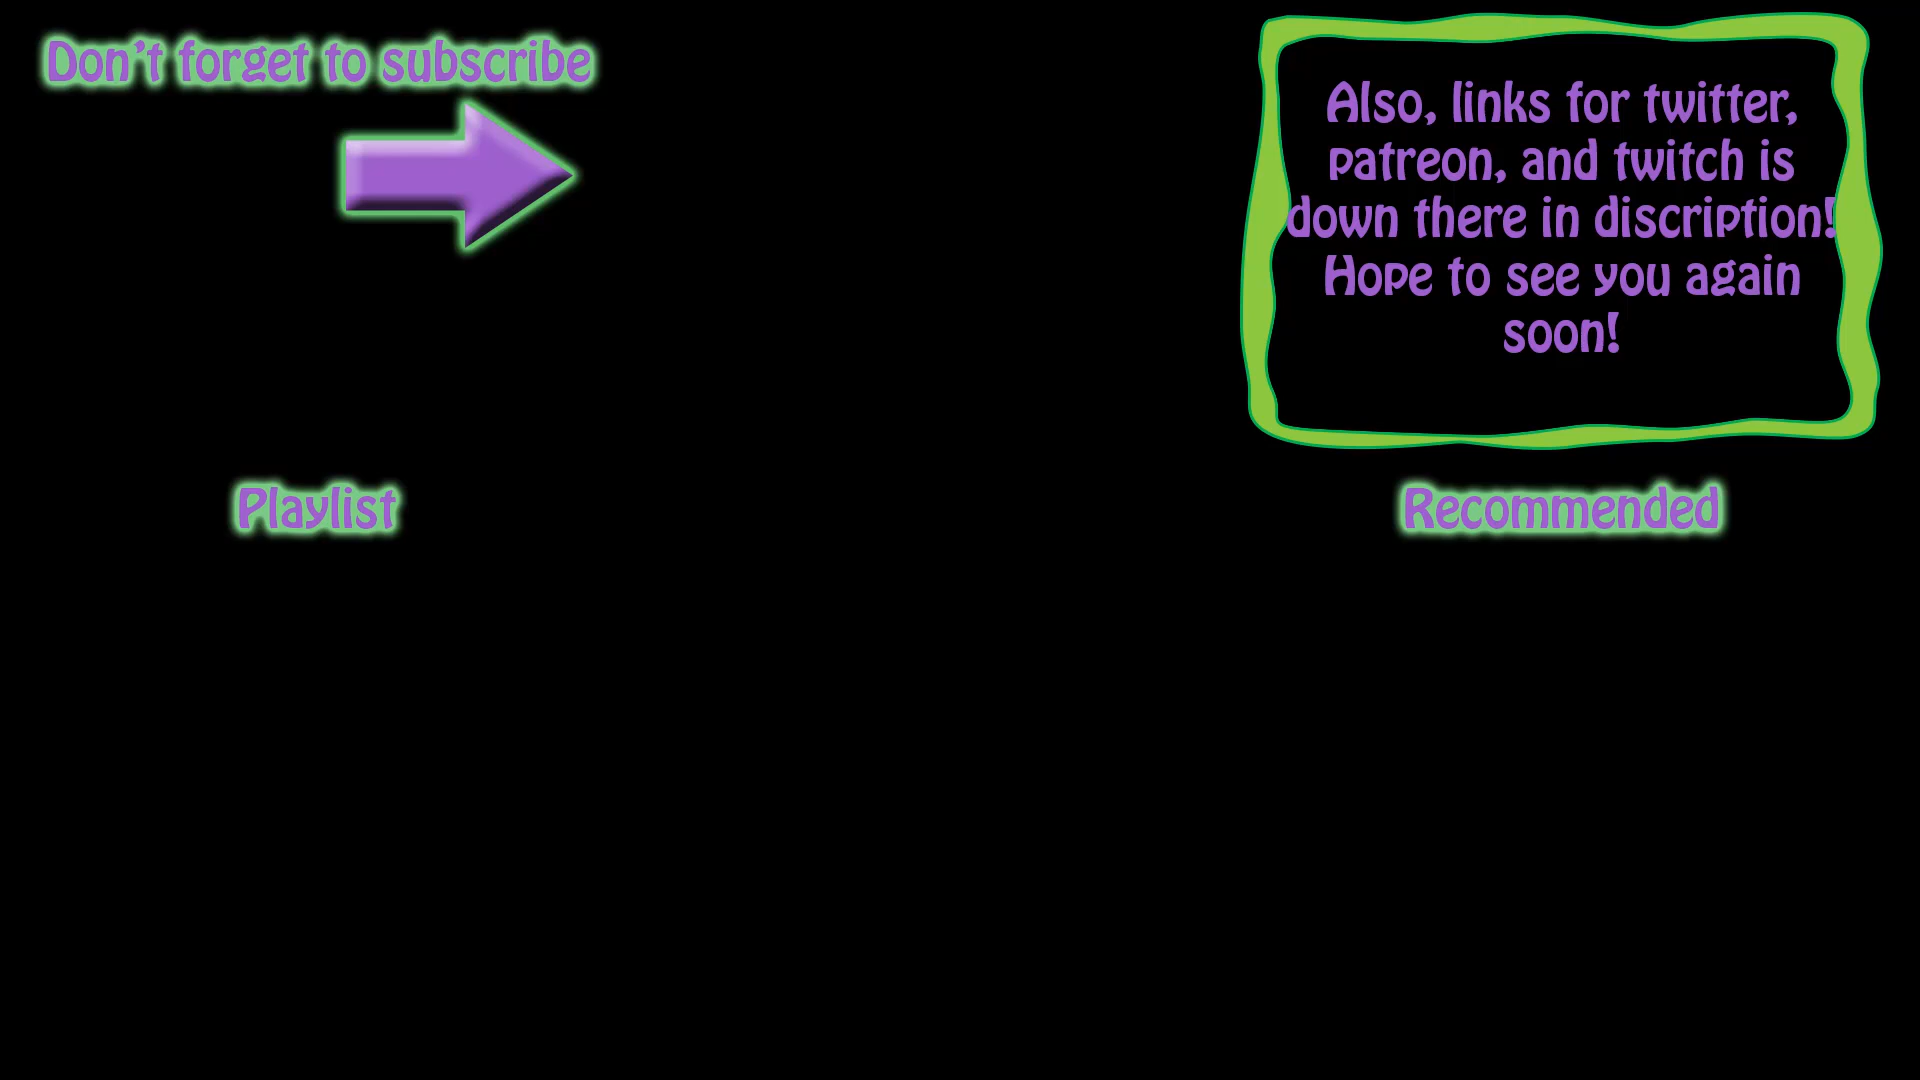 Don't forget to subscribe
Also, links for twitter,
patreon, and twitch is
down there in discription!
Hope to see you again
soon!
Playlist
Recommended